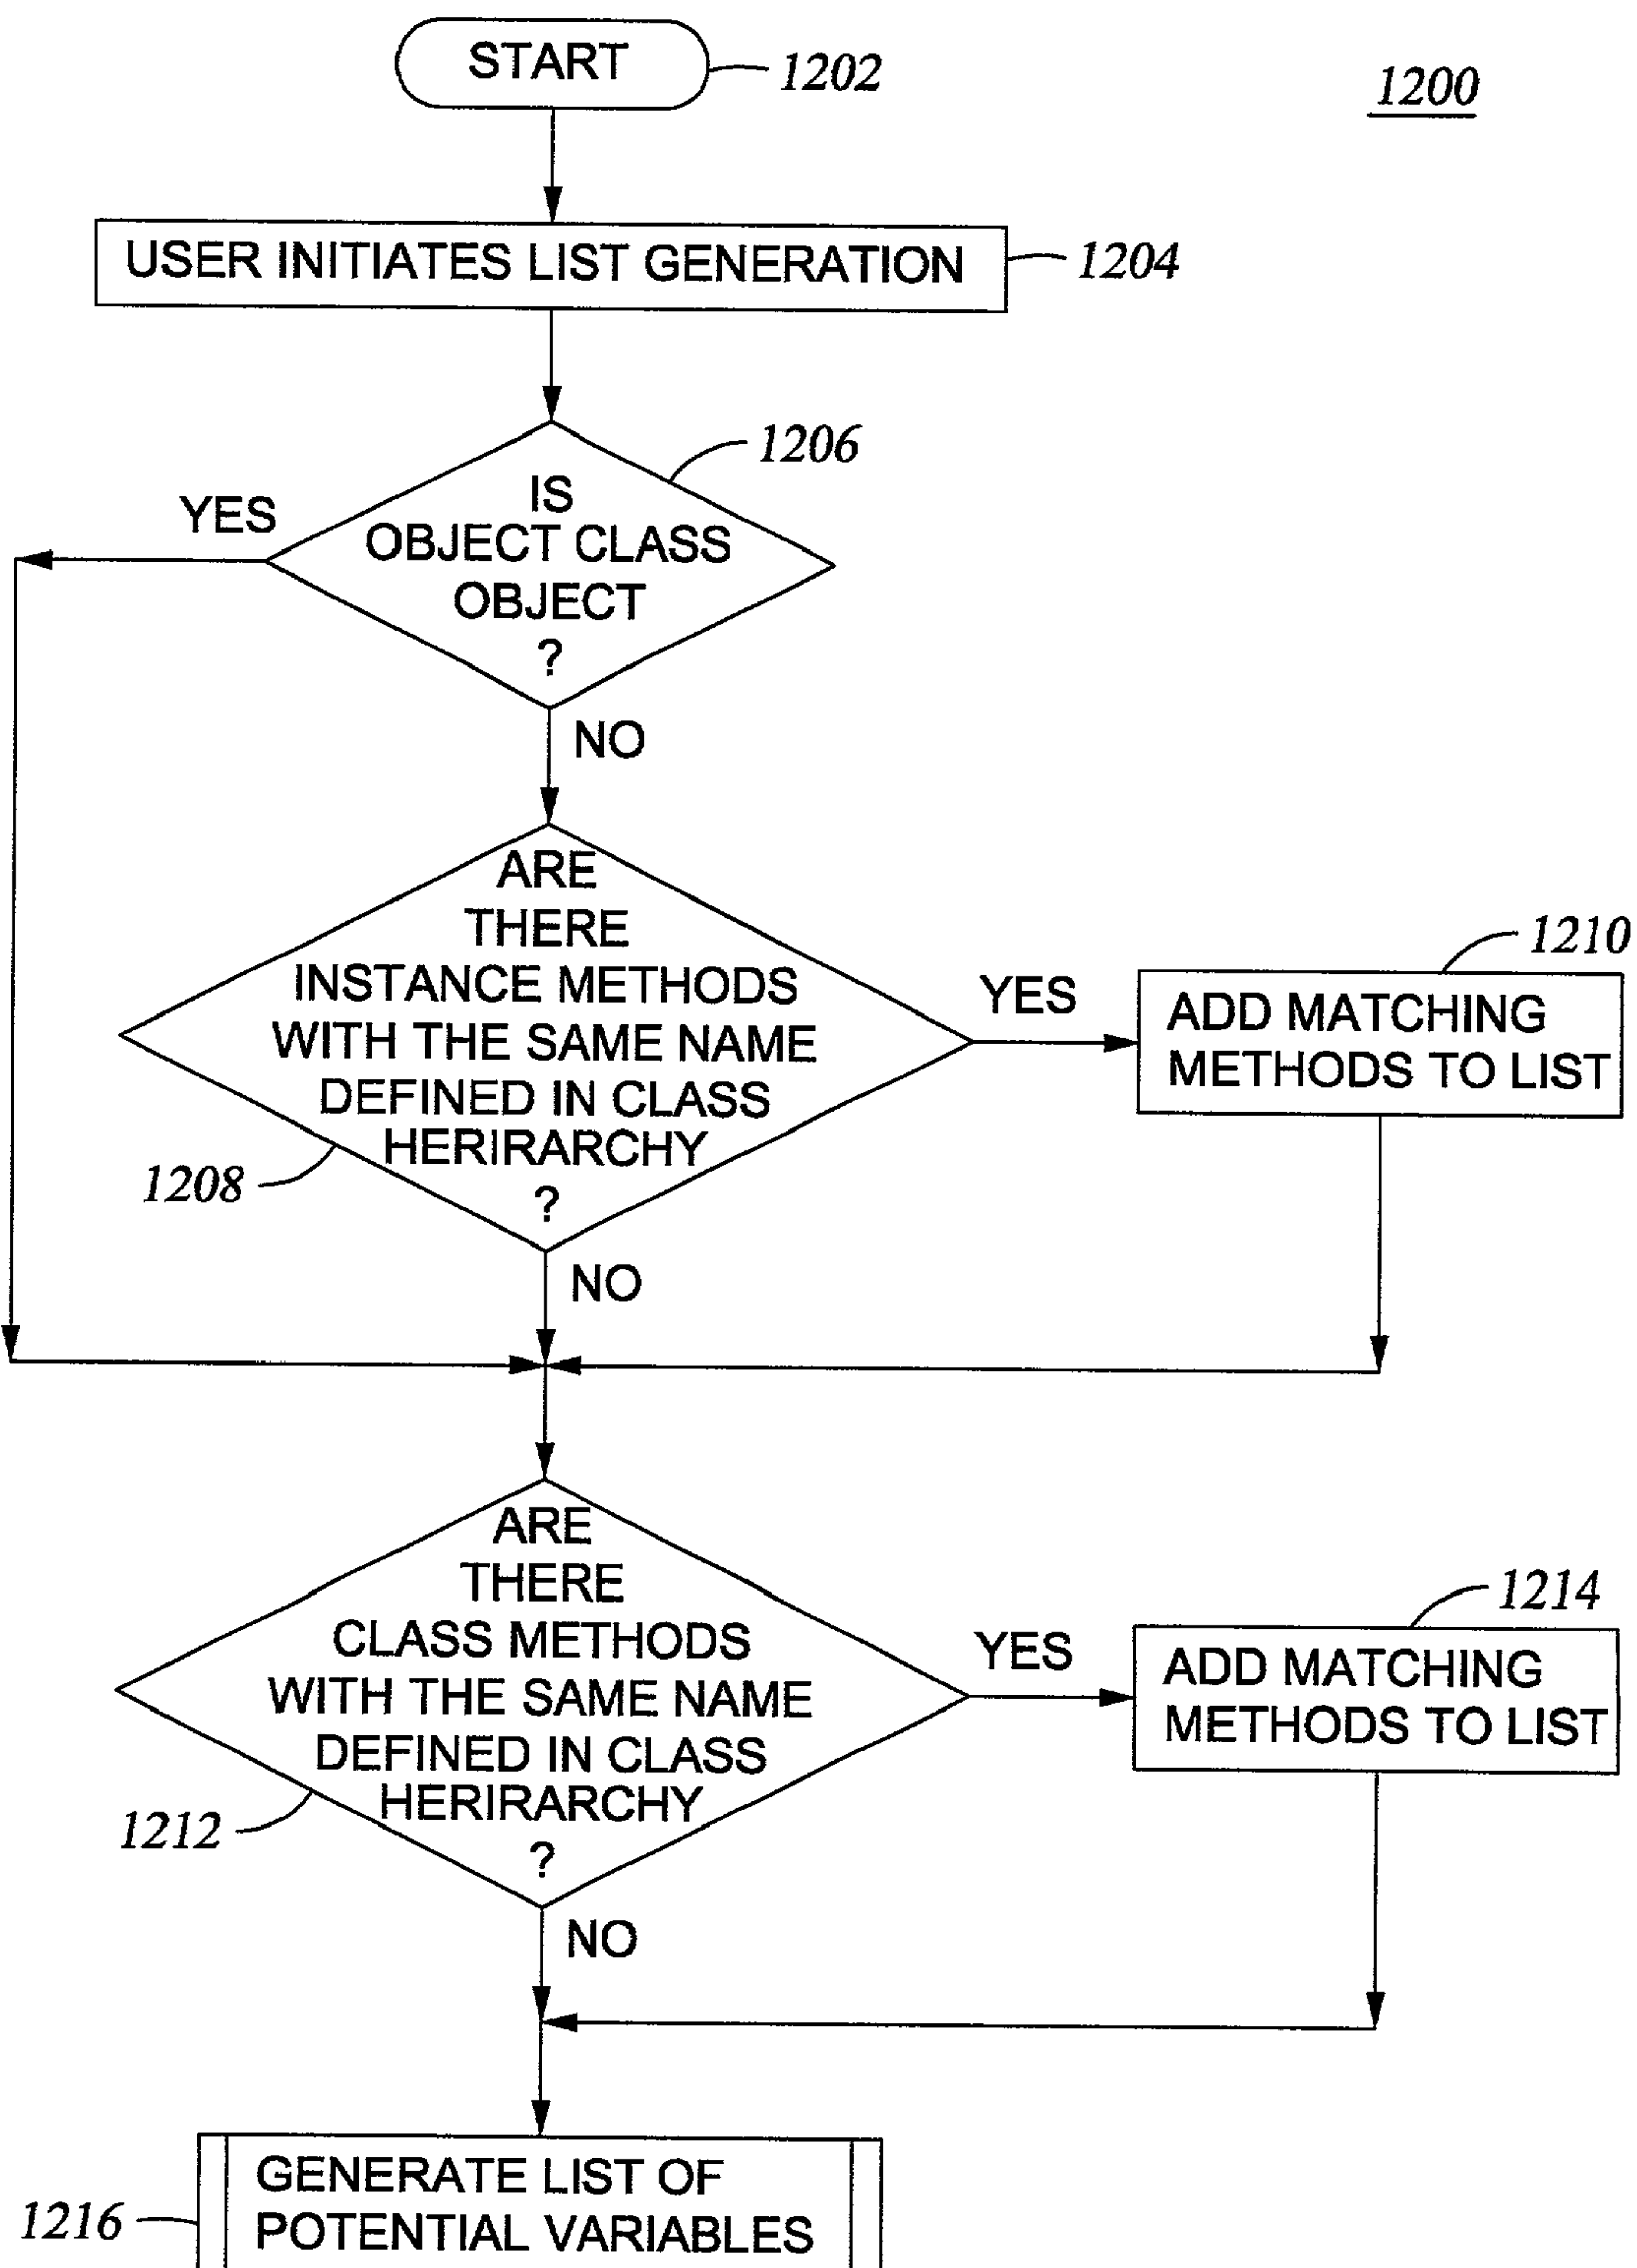 START
1202
1200
USER INITIATES LIST GENERATION
1204
1206
YES
IS
OBJECT CLASS
OBJECT
?
NO
ARE
THERE
INSTANCE METHODS
WITH THE SAME NAME
DEFINED IN CLASS
HERIRARCHY
?
1208
YES
1210
ADD MATCHING
METHODS TO LIST
NO
ARE
THERE
CLASS METHODS
WITH THE SAME NAME
DEFINED IN CLASS
HERIRARCHY
?
1212
YES
1214
ADD MATCHING
METHODS TO LIST
NO
GENERATE LIST OF
POTENTIAL VARIABLES
1216